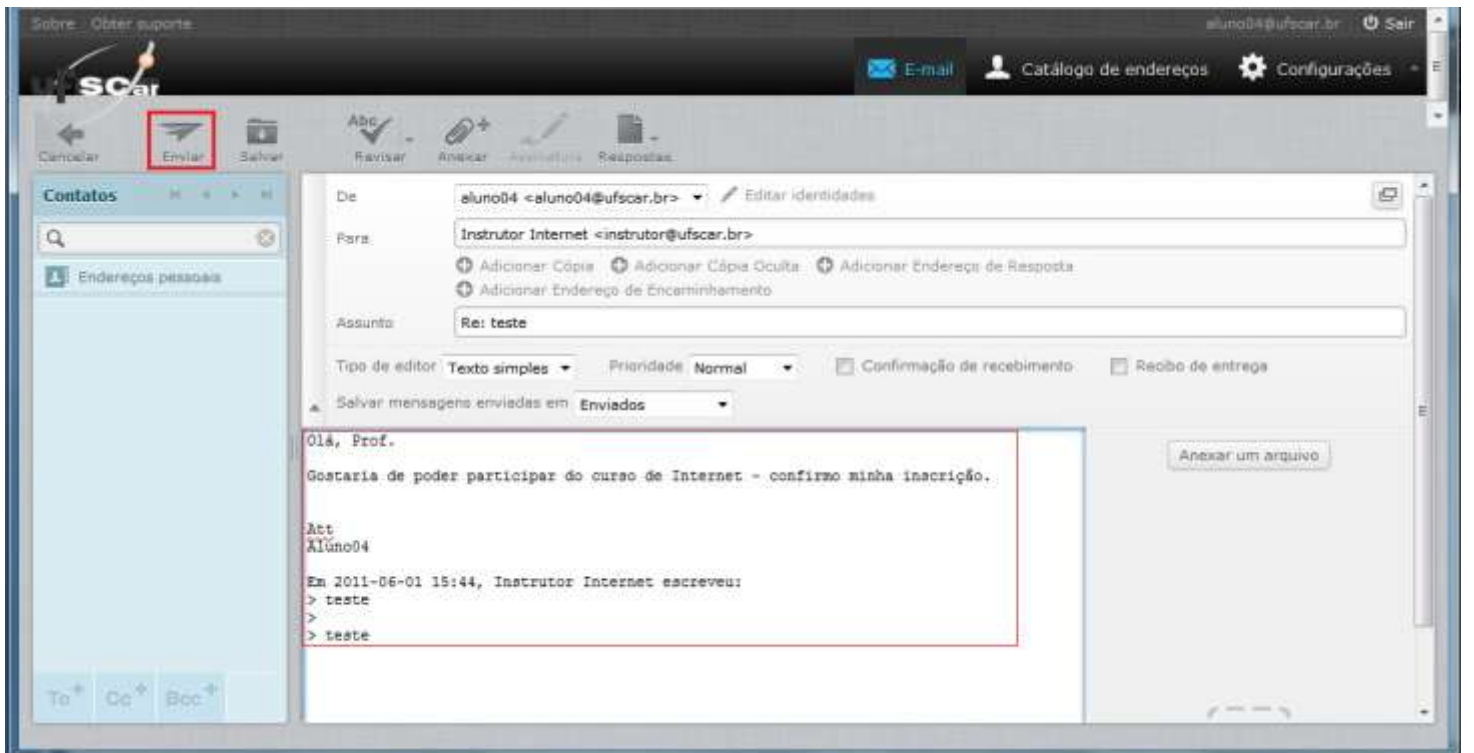 Sobre Obter suporte
aluno04@ufscar.br Sair
ufscar
E-mail Catálogo de endereços Configurações
Cancelar Enviar Salvar Revisar Anexar Assinatura Respostas
Abc
Contatos
De aluno04 <aluno04@ufscar.br> Editar identidades
Para Instrutor Internet <instrutor@ufscar.br>
Adicionar Cópia Adicionar Cópia Oculta Adicionar Endereço de Resposta
Endereços pessoais
Adicionar Endereço de Encaminhamento
Assunto Re: teste
Tipo de editor Texto simples Prioridade Normal Confirmação de recebimento Recibo de entrega
Salvar mensagens enviadas em Enviados
Olá, Prof.
Gostaria de poder participar do curso de Internet - confirmo minha inscrição.
Att
Aluno04
Em 2011-06-01 15:44, Instrutor Internet escreveu:
> teste
>
> teste
Anexar um arquivo
To+ Cc+ Bcc+